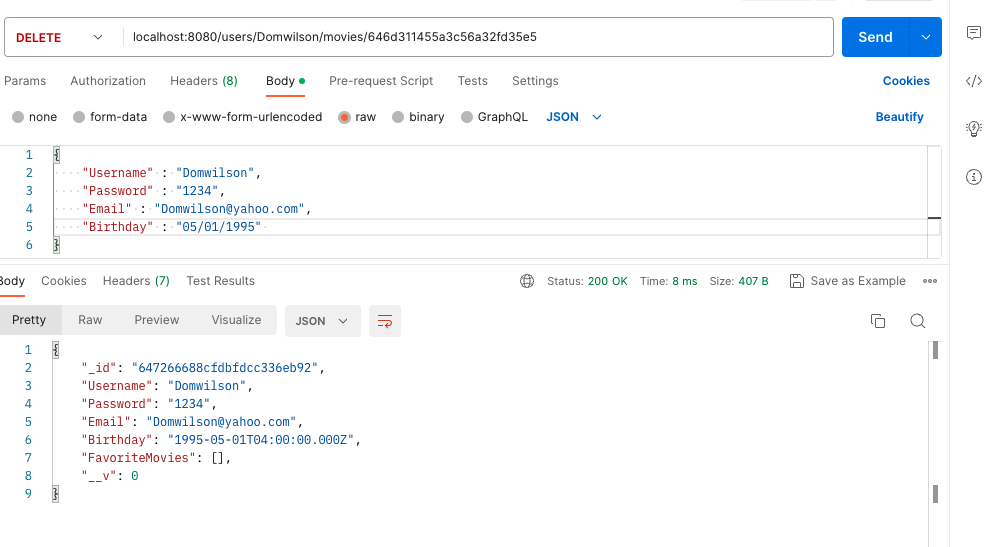 DELETE localhost:8080/users/Domwilson/movies/646d311455a3c56a32fd35e5 Send
Params Authorization Headers (8) Body Pre-request Script Tests Settings Cookies
none form-data x-www-form-urlencoded raw binary GraphQL JSON Beautify
1 {
2 "Username" : "Domwilson",
3 "Password" : "1234",
4 "Email" : "Domwilson@yahoo.com",
5 "Birthday" : "05/01/1995"
6 }
Body Cookies Headers (7) Test Results Status: 200 OK Time: 8 ms Size: 407 B Save as Example
Pretty Raw Preview Visualize JSON
1 {
2 "_id": "647266688cfdbfdcc336eb92",
3 "Username": "Domwilson",
4 "Password": "1234",
5 "Email": "Domwilson@yahoo.com",
6 "Birthday": "1995-05-01T04:00:00.000Z",
7 "FavoriteMovies": [],
8 "__v": 0
9 }